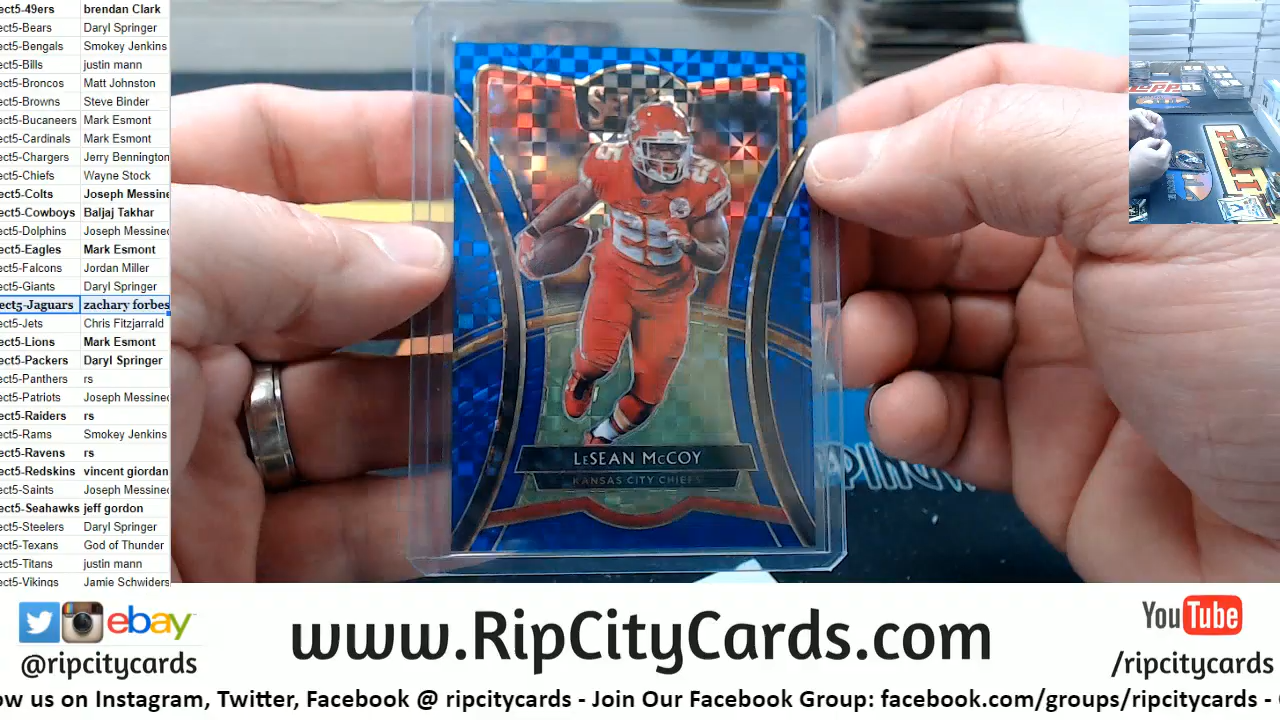 ect5-49ers brendan Clark
ect5-Bears Daryl Springer
ect5-Bengals Smokey Jenkins
ect5-Bills justin mann
ect5-Broncos Matt Johnston
ect5-Browns Steve Binder
ect5-Bucaneers Mark Esmont
ect5-Cardinals Mark Esmont
ect5-Chargers Jerry Bennington
ect5-Chiefs Wayne Stock
ect5-Colts Joseph Messine
ect5-Cowboys Baljaj Takhar
ect5-Dolphins Joseph Messinec
ect5-Eagles Mark Esmont
ect5-Falcons Jordan Miller
ect5-Giants Daryl Springer
ect5-Jaguars zachary forbes
ect5-Jets Chris Fitzjarrald
ect5-Lions Mark Esmont
ect5-Packers Daryl Springer
ect5-Panthers rs
ect5-Patriots Joseph Messinec
ect5-Raiders rs
ect5-Rams Smokey Jenkins
ect5-Ravens rs
ect5-Redskins vincent giordan
ect5-Saints Joseph Messinec
ect5-Seahawks jeff gordon
ect5-Steelers Daryl Springer
ect5-Texans God of Thunder
ect5-Titans justin mann
ect5-Vikings Jamie Schwiders
SELECT
25
25
LESEAN MCCOY
KANSAS CITY CHIEFS
ebay
@ripcitycards
www.RipCityCards.com
YouTube
/ripcitycards
ow us on Instagram, Twitter, Facebook @ ripcitycards - Join Our Facebook Group: facebook.com/groups/ripcitycards -